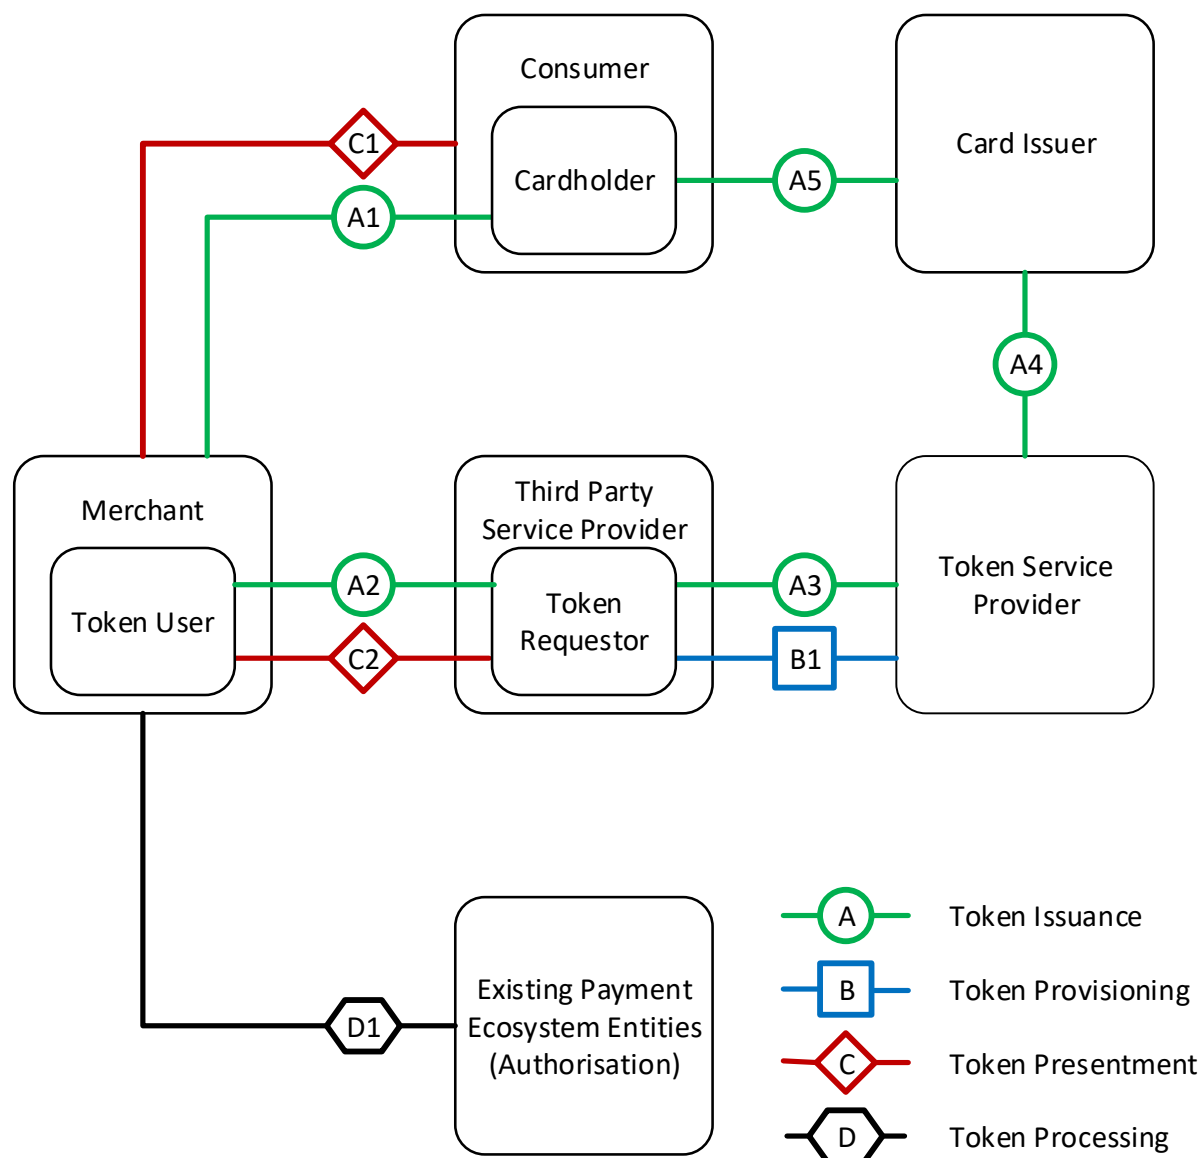 Consumer
Card Issuer
C1
Cardholder
A5
A1
A4
Merchant
Third Party
Service Provider
Token Service
Provider
A2
A3
Token User
Token
Requestor
C2
B1
A
Token Issuance
Existing Payment
Ecosystem Entities
(Authorisation)
B
Token Provisioning
D1
C
Token Presentment
D
Token Processing